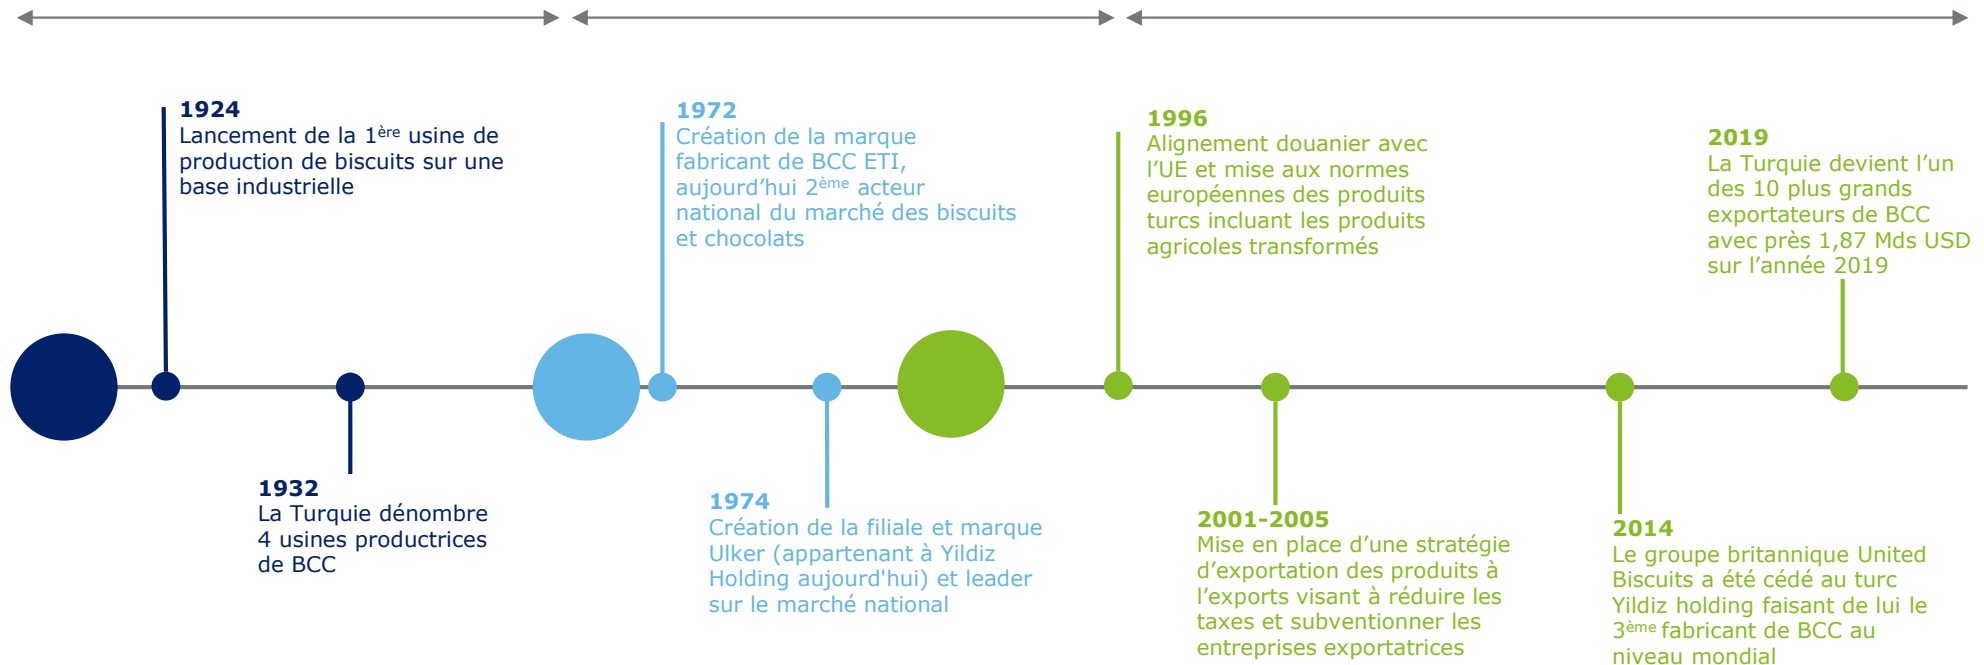 1924
Lancement de la 1ère usine de
production de biscuits sur une
base industrielle
1932
La Turquie dénombre
4 usines productrices
de BCC
1972
Création de la marque
fabricant de BCC ETI,
aujourd’hui 2ème acteur
national du marché des biscuits
et chocolats
1974
Création de la filiale et marque
Ulker (appartenant à Yildiz
Holding aujourd'hui) et leader
sur le marché national
1996
Alignement douanier avec
l’UE et mise aux normes
européennes des produits
turcs incluant les produits
agricoles transformés
2001-2005
Mise en place d’une stratégie
d’exportation des produits à
l’exports visant à réduire les
taxes et subventionner les
entreprises exportatrices
2014
Le groupe britannique United
Biscuits a été cédé au turc
Yildiz holding faisant de lui le
3ème fabricant de BCC au
niveau mondial
2019
La Turquie devient l’un
des 10 plus grands
exportateurs de BCC
avec près 1,87 Mds USD
sur l’année 2019